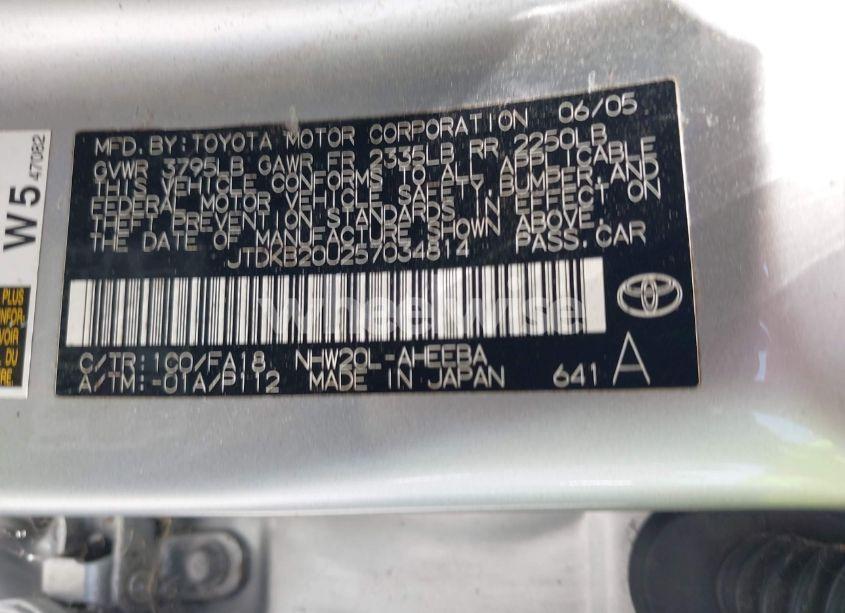 MFD. BY: TOYOTA MOTOR CORPORATION 06/05
GVWR 3795LB GAWR FR 2335LB RR 2250LB
THIS VEHICLE CONFORMS TO ALL APPLICABLE
FEDERAL MOTOR VEHICLE SAFETY, BUMPER, AND
THEFT PREVENTION STANDARDS IN EFFECT ON
THE DATE OF MANUFACTURE SHOWN ABOVE.
JTDKB20U257034814 PASS. CAR
wheelwise
C/TR: 1C0/FA18 NHW20L-AHEEBA
A/TM: -01A/P112 MADE IN JAPAN 641 A
W5
47082
PLUS
INFOR-
VOIR
DU
RE.